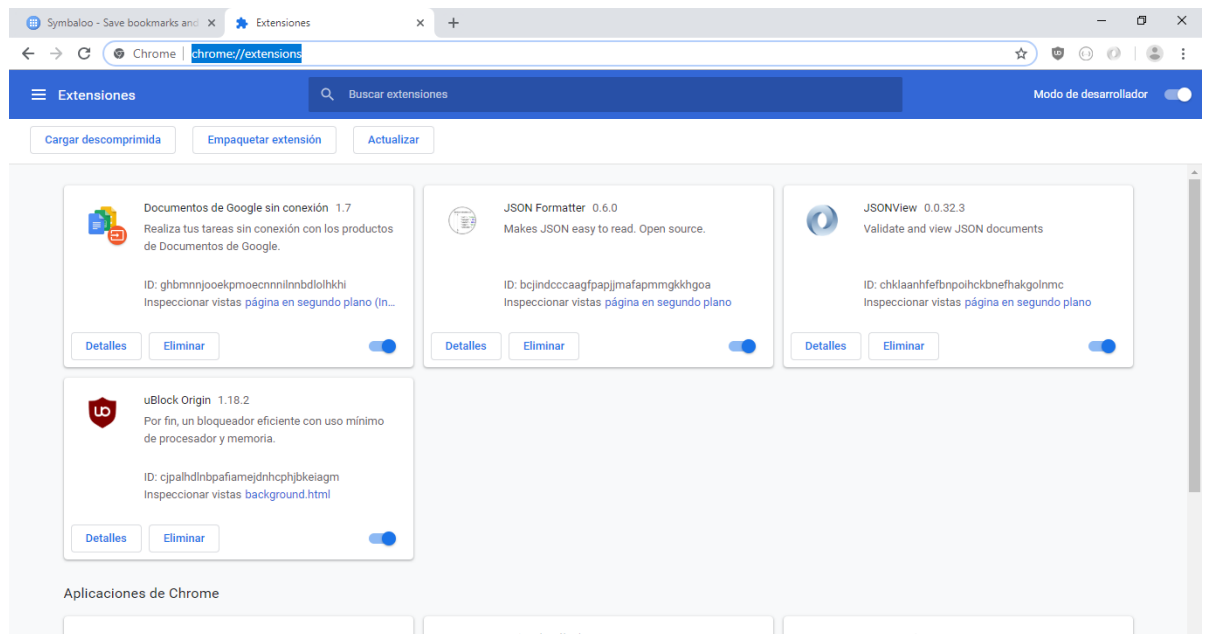 Symbaloo - Save bookmarks and
Extensiones
Chrome | chrome://extensions
Extensiones
Buscar extensiones
Modo de desarrollador
Cargar descomprimida
Empaquetar extensión
Actualizar
Documentos de Google sin conexión 1.7
Realiza tus tareas sin conexión con los productos
de Documentos de Google.
ID: ghbmnnjooekpmoecnnnilnnbdlolhkhi
Inspeccionar vistas página en segundo plano (In...
Detalles
Eliminar
JSON Formatter 0.6.0
Makes JSON easy to read. Open source.
ID: bcjindcccaagfpapjjmafapmmgkkhgoa
Inspeccionar vistas página en segundo plano
Detalles
Eliminar
JSONView 0.0.32.3
Validate and view JSON documents
ID: chklaanhfefbnpoihckbnefhakgolnmc
Inspeccionar vistas página en segundo plano
Detalles
Eliminar
uBlock Origin 1.18.2
Por fin, un bloqueador eficiente con uso mínimo
de procesador y memoria.
ID: cjpalhdlnbpafiamejdnhcphjbkeiagm
Inspeccionar vistas background.html
Detalles
Eliminar
Aplicaciones de Chrome